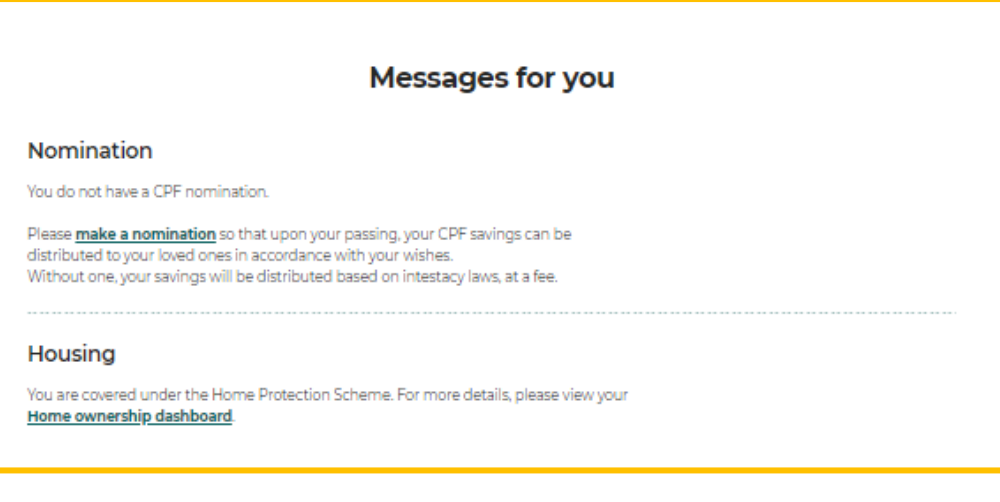 Messages for you
Nomination
You do not have a CPF nomination.
Please make a nomination so that upon your passing, your CPF savings can be
distributed to your loved ones in accordance with your wishes.
Without one, your savings will be distributed based on intestacy laws, at a fee.
Housing
You are covered under the Home Protection Scheme. For more details, please view your
Home ownership dashboard.